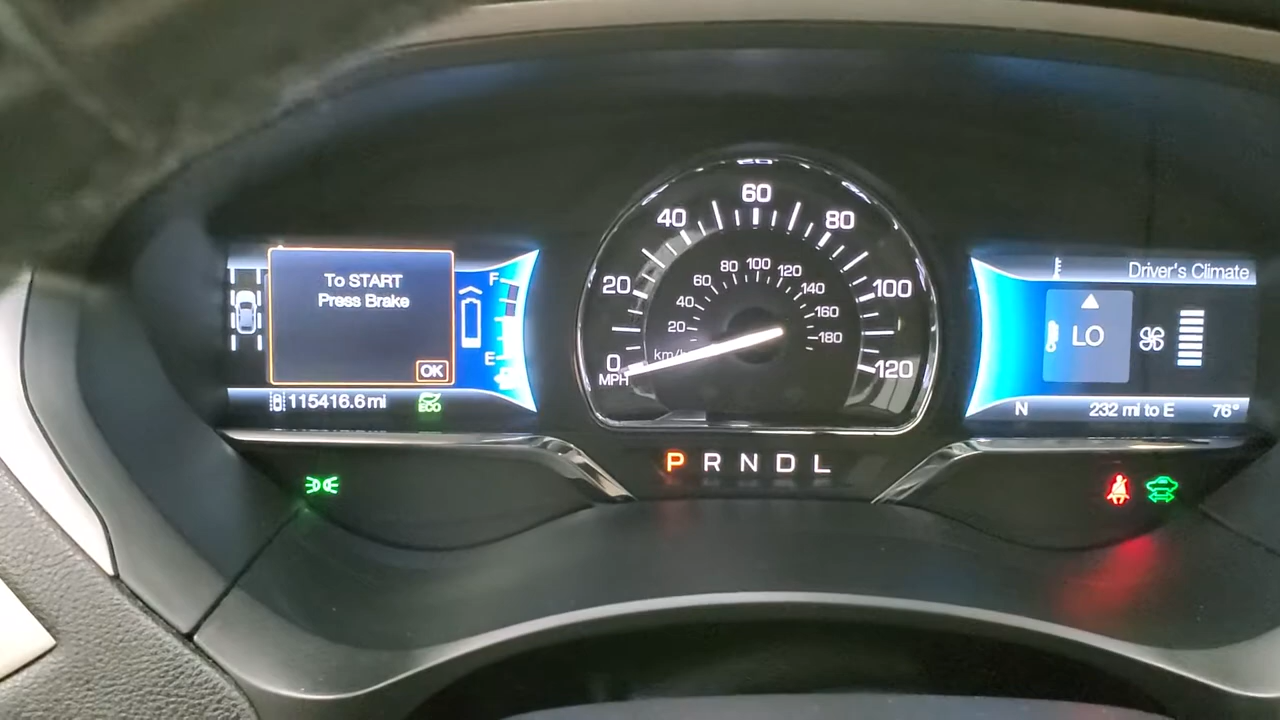 To START
Press Brake
OK
F
E
115416.6 mi
ECO
0 20 40 60 80 100 120
MPH
20 40 60 80 100 120 140 160 180
km/h
P R N D L
Driver's Climate
LO
N 232 mi to E 76°